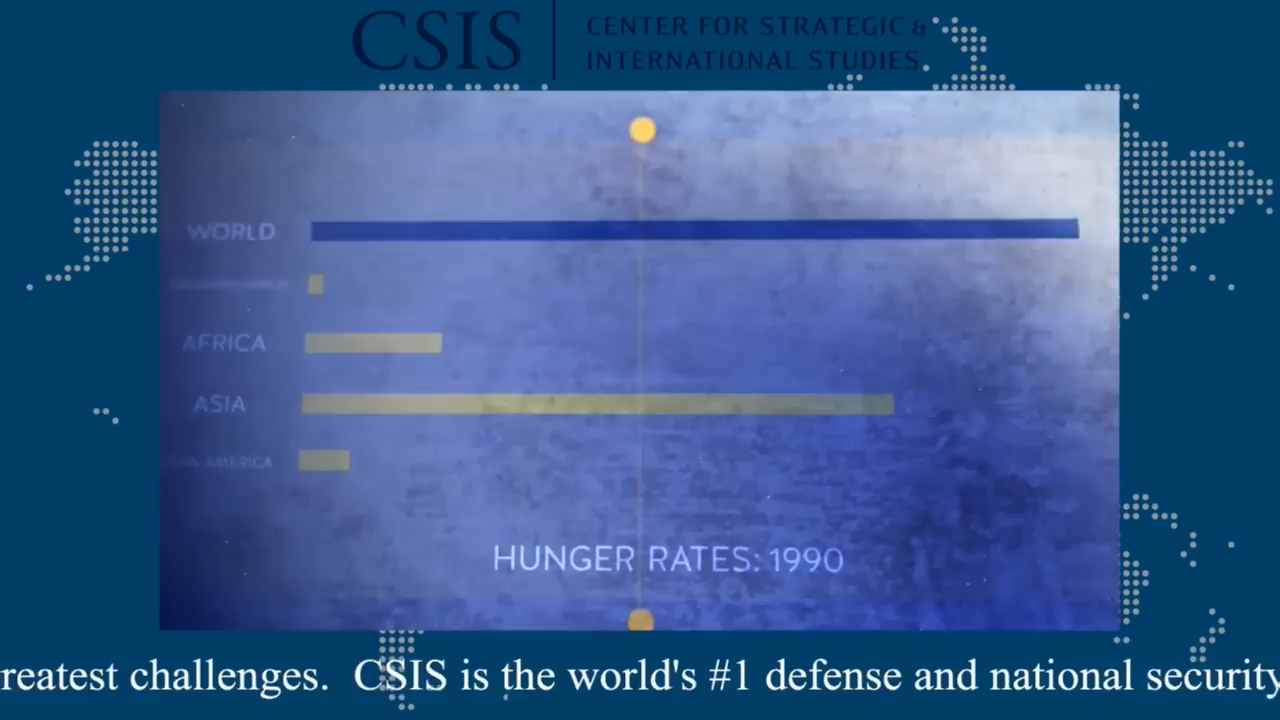 CSIS
CENTER FOR STRATEGIC &
INTERNATIONAL STUDIES
WORLD
AFRICA
ASIA
AMERICA
HUNGER RATES: 1990
reatest challenges. CSIS is the world's #1 defense and national security